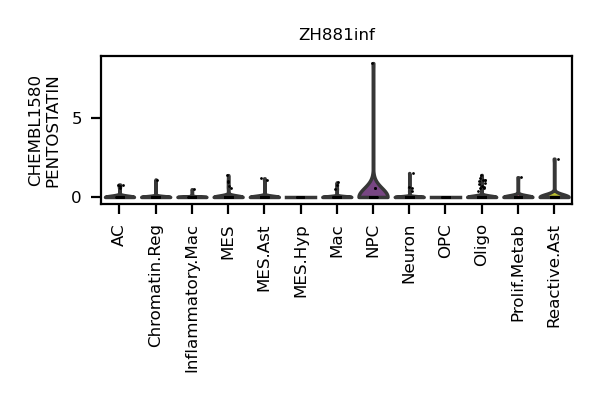 ZH881inf
CHEMBL1580
PENTOSTATIN
5
0
AC
Chromatin.Reg
Inflammatory.Mac
MES
MES.Ast
MES.Hyp
Mac
NPC
Neuron
OPC
Oligo
Prolif.Metab
Reactive.Ast